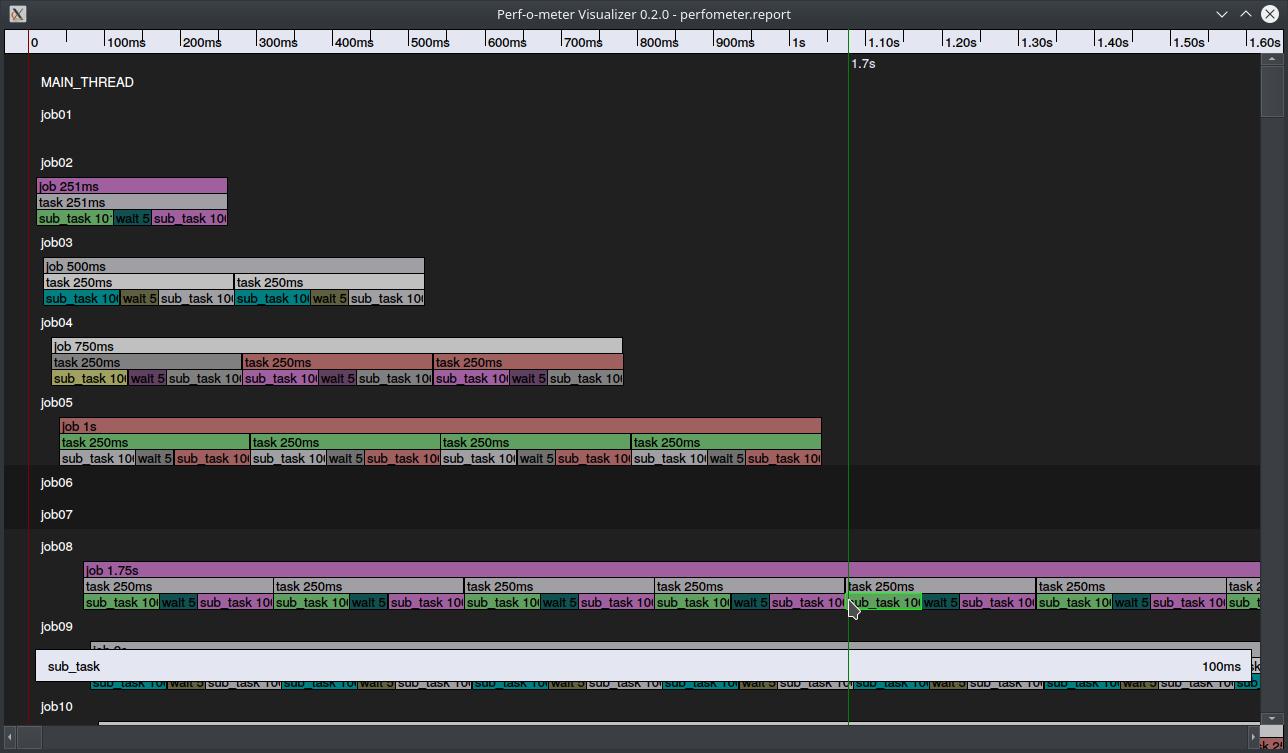 Perf-o-meter Visualizer 0.2.0 - perfometer.report
0 100ms 200ms 300ms 400ms 500ms 600ms 700ms 800ms 900ms 1s 1.10s 1.20s 1.30s 1.40s 1.50s 1.60s
1.7s
MAIN_THREAD
job01
job02
job 251ms
task 251ms
sub_task 10 wait 5 sub_task 10
job03
job 500ms
task 250ms task 250ms
sub_task 10 wait 5 sub_task 10 sub_task 10 wait 5 sub_task 10
job04
job 750ms
task 250ms task 250ms task 250ms
sub_task 10 wait 5 sub_task 10 sub_task 10 wait 5 sub_task 10 sub_task 10 wait 5 sub_task 10
job05
job 1s
task 250ms task 250ms task 250ms task 250ms
sub_task 10 wait 5 sub_task 10 sub_task 10 wait 5 sub_task 10 sub_task 10 wait 5 sub_task 10 sub_task 10 wait 5 sub_task 10
job06
job07
job08
job 1.75s
task 250ms task 250ms task 250ms task 250ms task 250ms task 250ms task 2
sub_task 10 wait 5 sub_task 10 sub_task 10 wait 5 sub_task 10 sub_task 10 wait 5 sub_task 10 sub_task 10 wait 5 sub_task 10 sub_task 10 wait 5 sub_task 10 sub_task 10 wait 5 sub_task 10 sub_t
job09
sub_task 100ms
job10